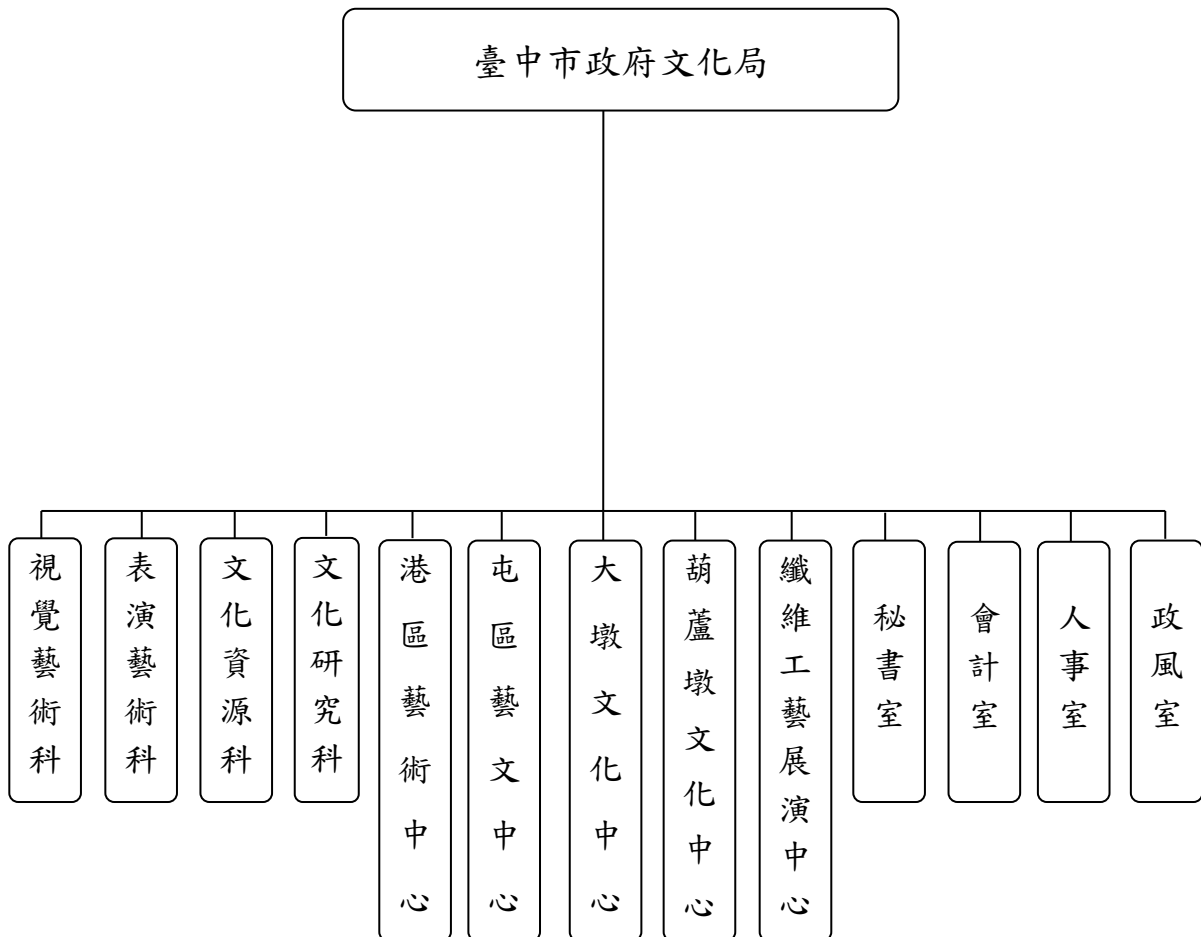 臺中市政府文化局
視覺藝術科
表演藝術科
文化資源科
文化研究科
港區藝術中心
屯區藝文中心
大墩文化中心
葫蘆墩文化中心
纖維工藝展演中心
秘書室
會計室
人事室
政風室